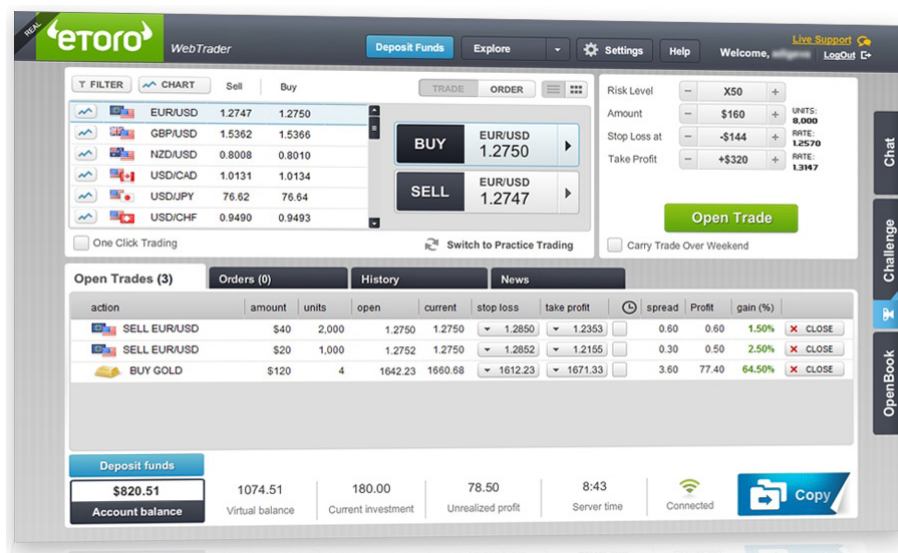 REAL
eToro WebTrader
Deposit Funds Explore Settings Help Welcome, Live Support LogOut
FILTER CHART Sell Buy TRADE ORDER
EUR/USD 1.2747 1.2750
GBP/USD 1.5362 1.5366
NZD/USD 0.8008 0.8010
USD/CAD 1.0131 1.0134
USD/JPY 76.62 76.64
USD/CHF 0.9490 0.9493
BUY EUR/USD 1.2750
SELL EUR/USD 1.2747
One Click Trading Switch to Practice Trading
Risk Level - X50 +
Amount - $160 + UNITS: 8,000
Stop Loss at - -$144 + RATE: 1.2570
Take Profit - +$320 + RATE: 1.3147
Open Trade
Carry Trade Over Weekend
Chat
Challenge
OpenBook
Open Trades (3) Orders (0) History News
action amount units open current stop loss take profit spread Profit gain (%)
SELL EUR/USD $40 2,000 1.2750 1.2750 1.2850 1.2353 0.60 0.60 1.50% CLOSE
SELL EUR/USD $20 1,000 1.2752 1.2750 1.2852 1.2155 0.30 0.50 2.50% CLOSE
BUY GOLD $120 4 1642.23 1660.68 1612.23 1671.33 3.60 77.40 64.50% CLOSE
Deposit funds
$820.51 1074.51 180.00 78.50 8:43
Account balance Virtual balance Current investment Unrealized profit Server time Connected
Copy